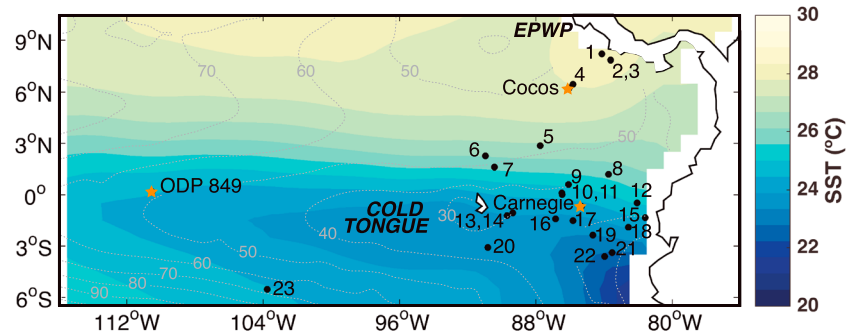 30
9°N
EPWP
1
70
60
50
2,3
28
4
6°N
Cocos
26
3°N
5
50
6
7
8
SST (°C)
ODP 849
9
24
0°
10,11
12
Carnegie
COLD
TONGUE
30
13,14
16
17
15
18
40
19
22
3°S
20
21
50
22
60
70
80
23
6°S
90
20
112°W
104°W
96°W
88°W
80°W